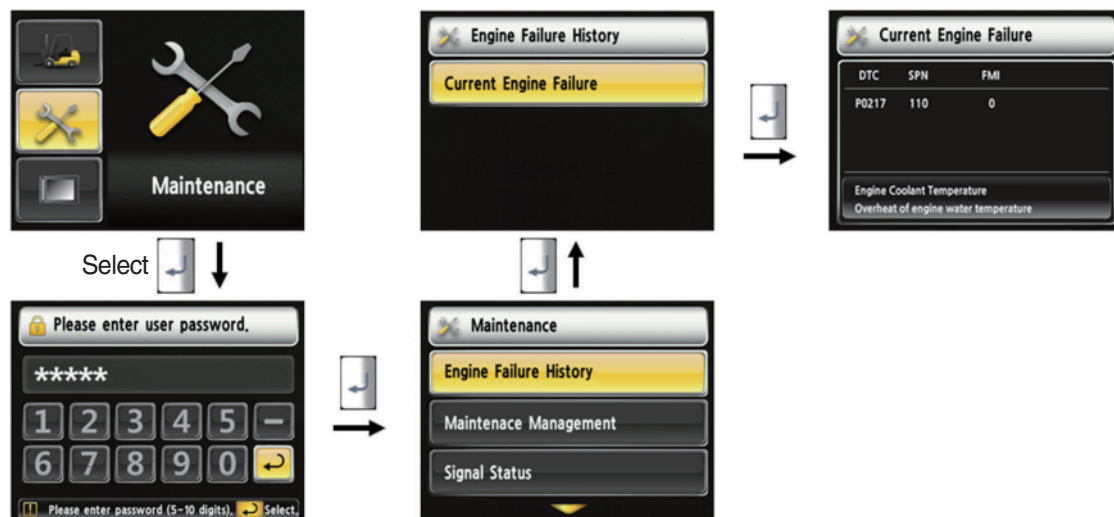 Maintenance
Select
Please enter user password.
*****
1 2 3 4 5 -
6 7 8 9 0
Please enter password (5-10 digits). Select.
Maintenance
Engine Failure History
Maintenace Management
Signal Status
Engine Failure History
Current Engine Failure
Current Engine Failure
DTC SPN FMI
P0217 110 0
Engine Coolant Temperature
Overheat of engine water temperature